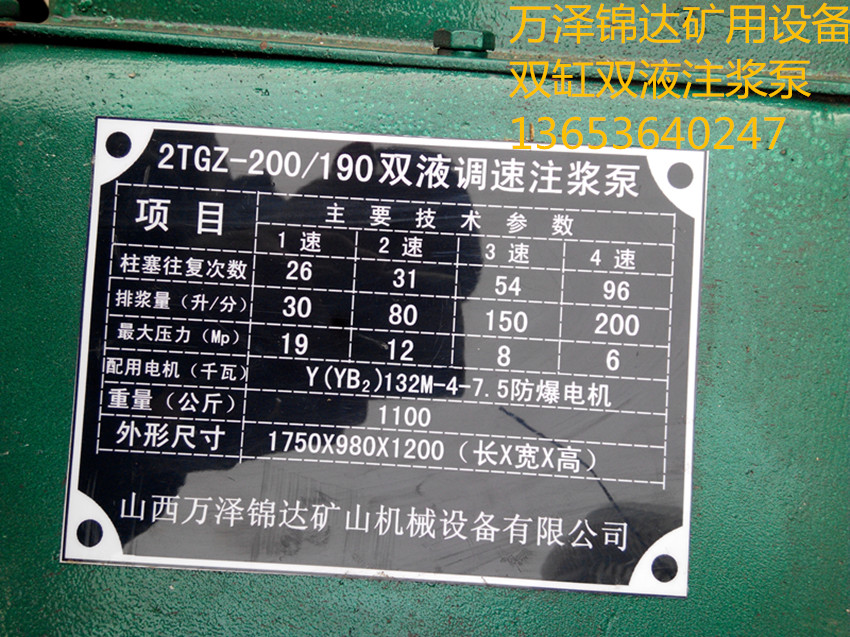 万泽锦达矿用设备
双缸双液注浆泵
13653640247
2TGZ-200/190双液调速注浆泵
项目 主要技术参数
1速 2速 3速 4速
柱塞往复次数 26 31 54 96
排浆量（升/分） 30 80 150 200
最大压力（Mp） 19 12 8 6
配用电机（千瓦） Y(YB₂)132M-4-7.5防爆电机
重量（公斤） 1100
外形尺寸 1750X980X1200（长X宽X高）
山西万泽锦达矿山机械设备有限公司